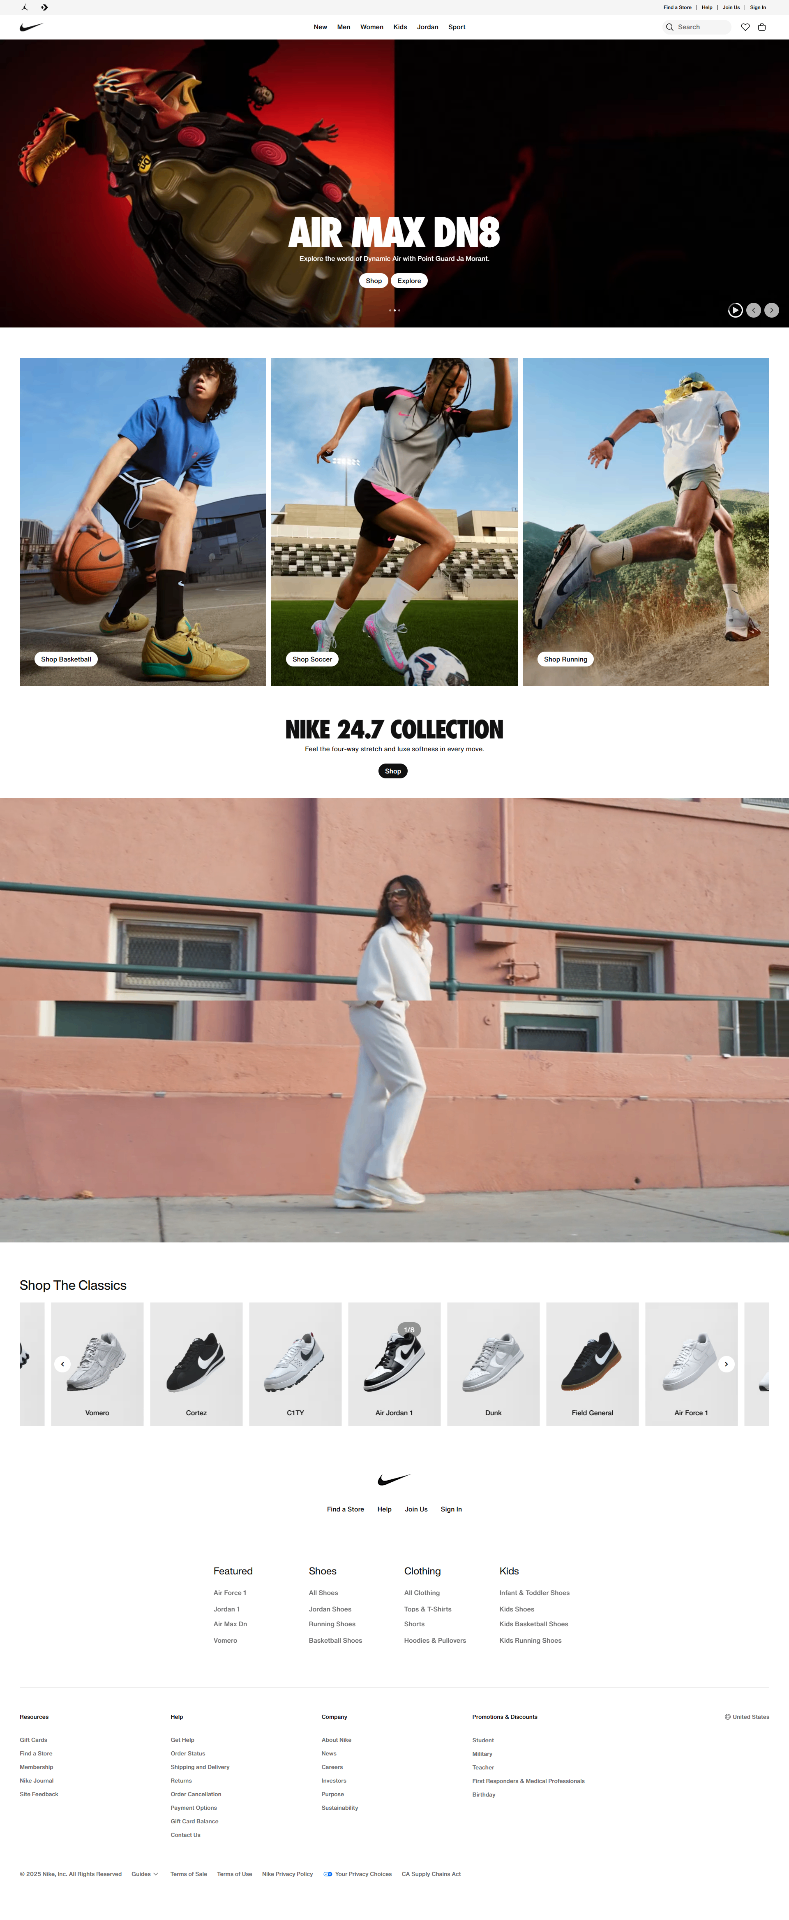 Find a Store | Help | Join Us | Sign In
New Men Women Kids Jordan Sport
Search
AIR MAX DN8
Explore the world of Dynamic Air with Point Guard Ja Morant.
Shop Explore
Shop Basketball
Shop Soccer
Shop Running
NIKE 24.7 COLLECTION
Feel the four-way stretch and luxe softness in every move.
Shop
Shop The Classics
1/8
Vomero
Cortez
C1TY
Air Jordan 1
Dunk
Field General
Air Force 1
Find a Store Help Join Us Sign In
Featured
Air Force 1
Jordan 1
Air Max Dn
Vomero
Shoes
All Shoes
Jordan Shoes
Running Shoes
Basketball Shoes
Clothing
All Clothing
Tops & T-Shirts
Shorts
Hoodies & Pullovers
Kids
Infant & Toddler Shoes
Kids Shoes
Kids Basketball Shoes
Kids Running Shoes
Resources
Gift Cards
Find a Store
Membership
Nike Journal
Site Feedback
Help
Get Help
Order Status
Shipping and Delivery
Returns
Order Cancellation
Payment Options
Gift Card Balance
Contact Us
Company
About Nike
News
Careers
Investors
Purpose
Sustainability
Promotions & Discounts
Student
Military
Teacher
First Responders & Medical Professionals
Birthday
United States
© 2025 Nike, Inc. All Rights Reserved Guides Terms of Sale Terms of Use Nike Privacy Policy Your Privacy Choices CA Supply Chains Act